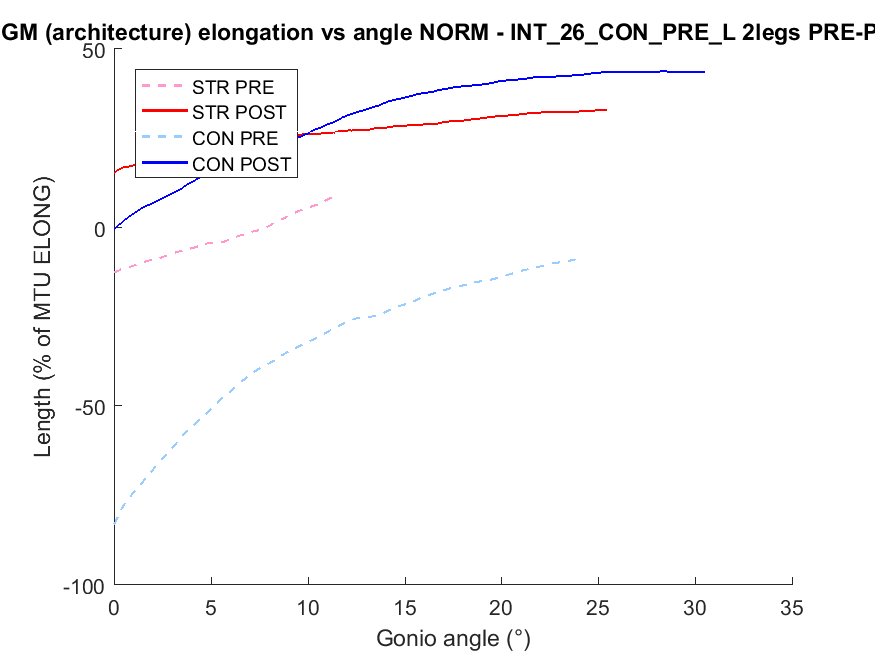 GM (architecture) elongation vs angle NORM - INT_26_CON_PRE_L 2legs PRE-P
50
0
-50
-100
Length (% of MTU ELONG)
STR PRE
STR POST
CON PRE
CON POST
0 5 10 15 20 25 30 35
Gonio angle (°)